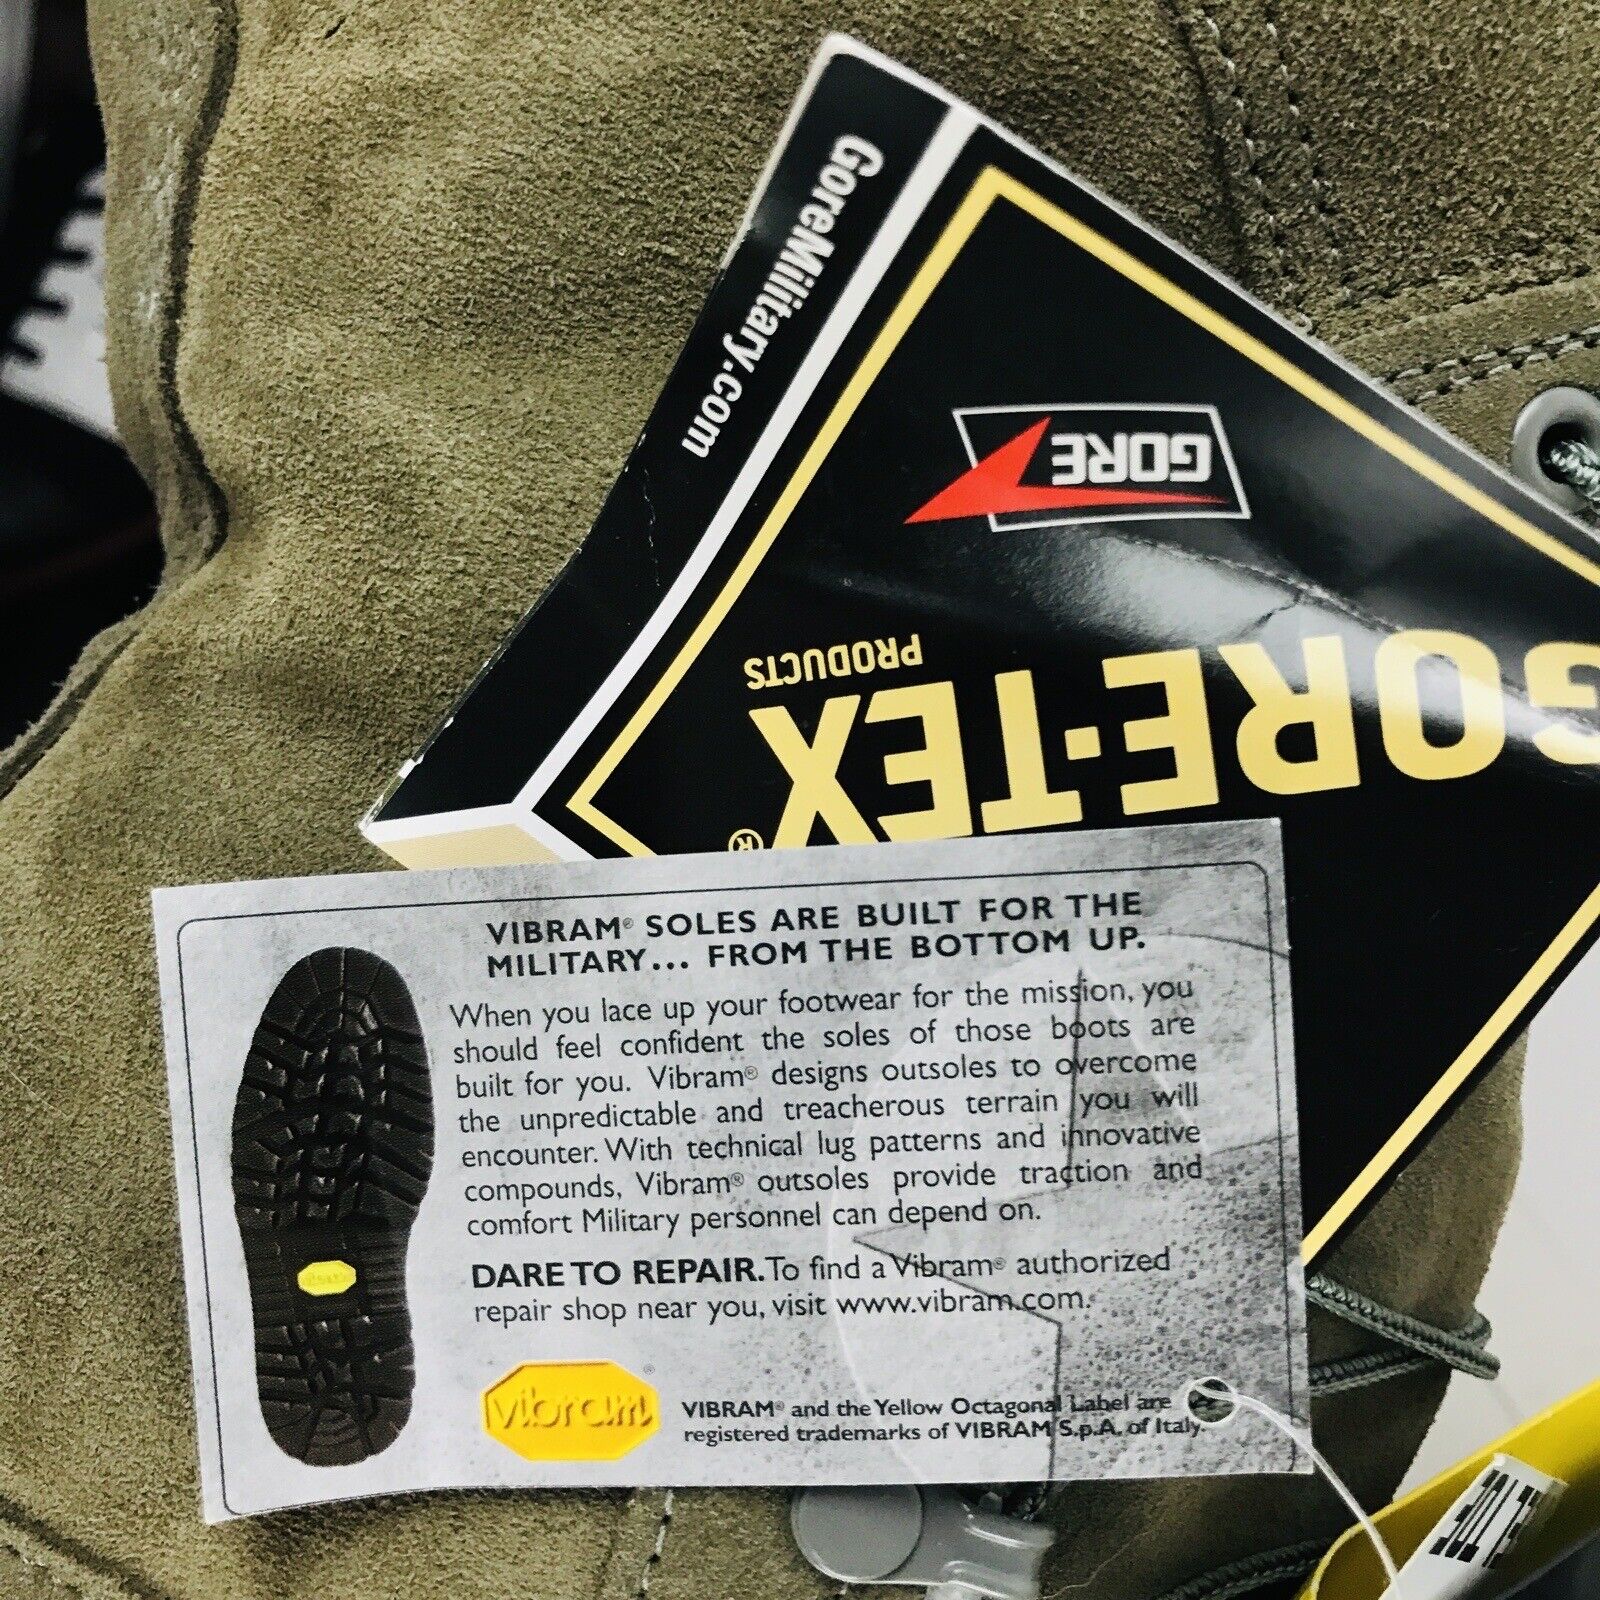 GoreMilitary.com
GORE
GORE-TEX®
PRODUCTS
VIBRAM® SOLES ARE BUILT FOR THE
MILITARY... FROM THE BOTTOM UP.
When you lace up your footwear for the mission, you
should feel confident the soles of those boots are
built for you. Vibram® designs outsoles to overcome
the unpredictable and treacherous terrain you will
encounter. With technical lug patterns and innovative
compounds, Vibram® outsoles provide traction and
comfort Military personnel can depend on.
DARE TO REPAIR. To find a Vibram® authorized
repair shop near you, visit www.vibram.com.
vibram®
VIBRAM® and the Yellow Octagonal Label are
registered trademarks of VIBRAM S.p.A. of Italy.